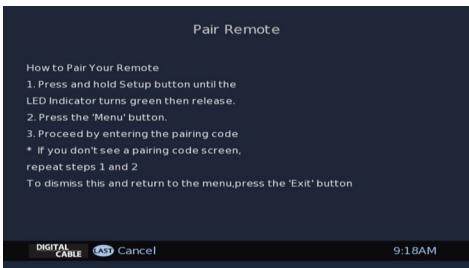 Pair Remote
How to Pair Your Remote
1. Press and hold Setup button until the
LED Indicator turns green then release.
2. Press the 'Menu' button.
3. Proceed by entering the pairing code
* If you don't see a pairing code screen,
repeat steps 1 and 2
To dismiss this and return to the menu,press the 'Exit' button
DIGITAL
CABLE LAST Cancel 9:18AM